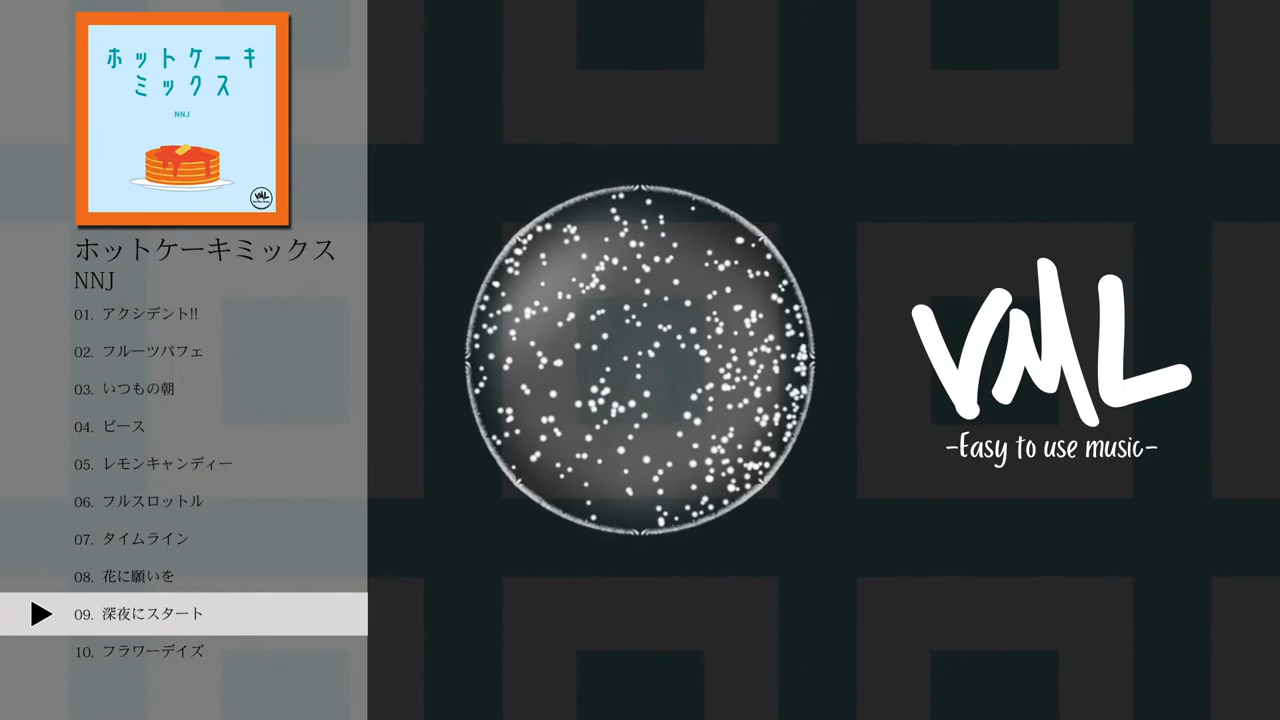 ホットケーキ
ミックス
NNJ
VML
ホットケーキミックス
NNJ
01. アクシデント!!
02. フルーツパフェ
03. いつもの朝
04. ピース
05. レモンキャンディー
06. フルスロットル
07. タイムライン
08. 花に願いを
09. 深夜にスタート
10. フラワーデイズ
VML
-Easy to use music-